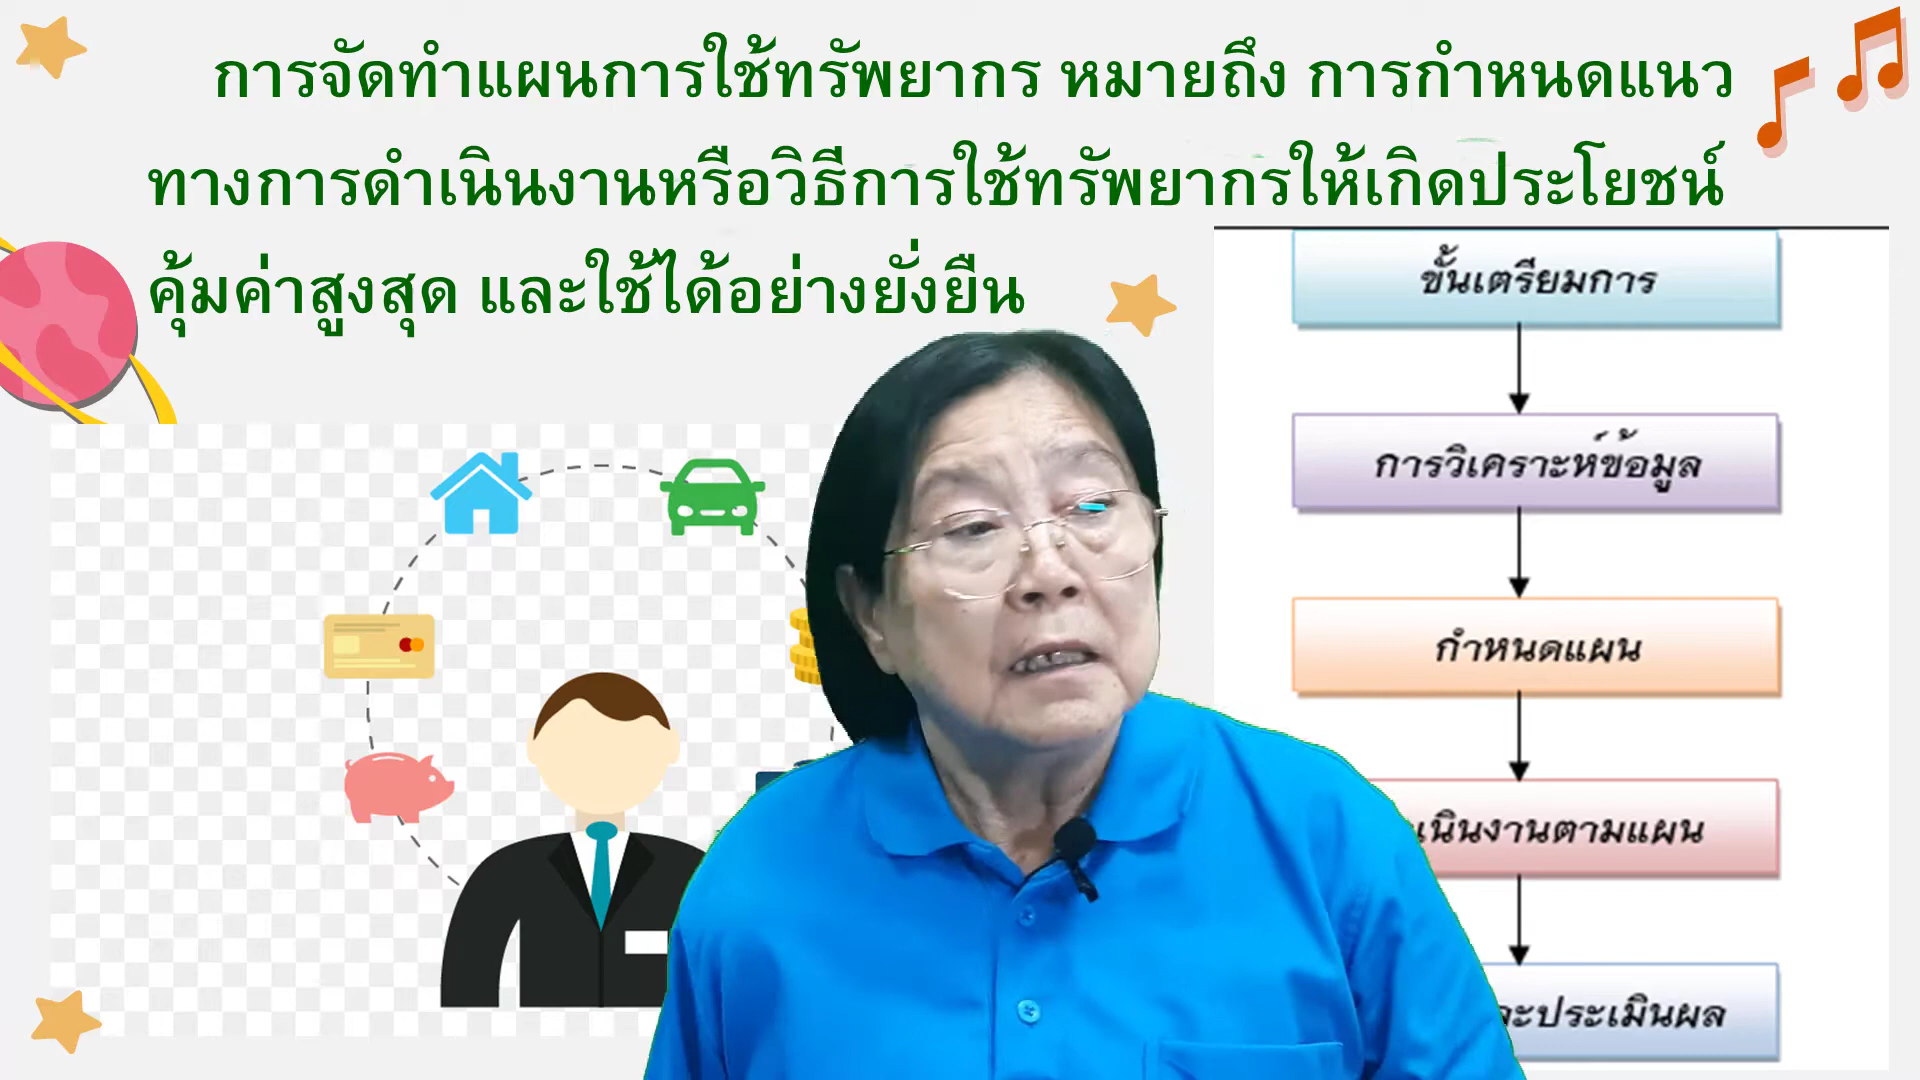 การจัดทำแผนการใช้ทรัพยากร หมายถึง การกำหนดแนว
ทางการดำเนินงานหรือวิธีการใช้ทรัพยากรให้เกิดประโยชน์
คุ้มค่าสูงสุด และใช้ได้อย่างยั่งยืน
ขั้นเตรียมการ
การวิเคราะห์ข้อมูล
กำหนดแผน
เนินงานตามแผน
ละประเมินผล